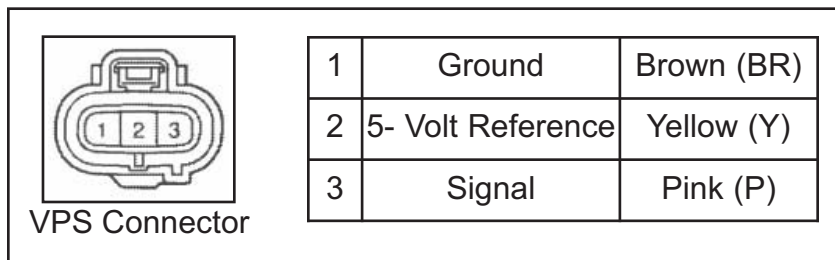 1 2 3
VPS Connector
1 Ground Brown (BR)
2 5- Volt Reference Yellow (Y)
3 Signal Pink (P)